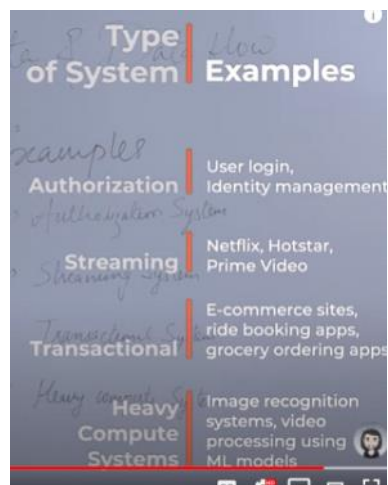 Type of System
Examples
Examples
Authorization
User login,
Identity management
Authorization System
Streaming
Netflix, Hotstar,
Prime Video
Streaming System
Transactional
E-commerce sites,
ride booking apps,
grocery ordering apps
Transactional
Heavy Compute Systems
Image recognition
systems, video
processing using
ML models
Heavy compute